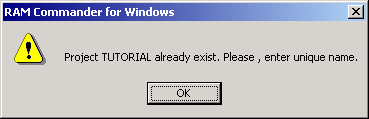 RAM Commander for Windows
Project TUTORIAL already exist. Please , enter unique name.
OK